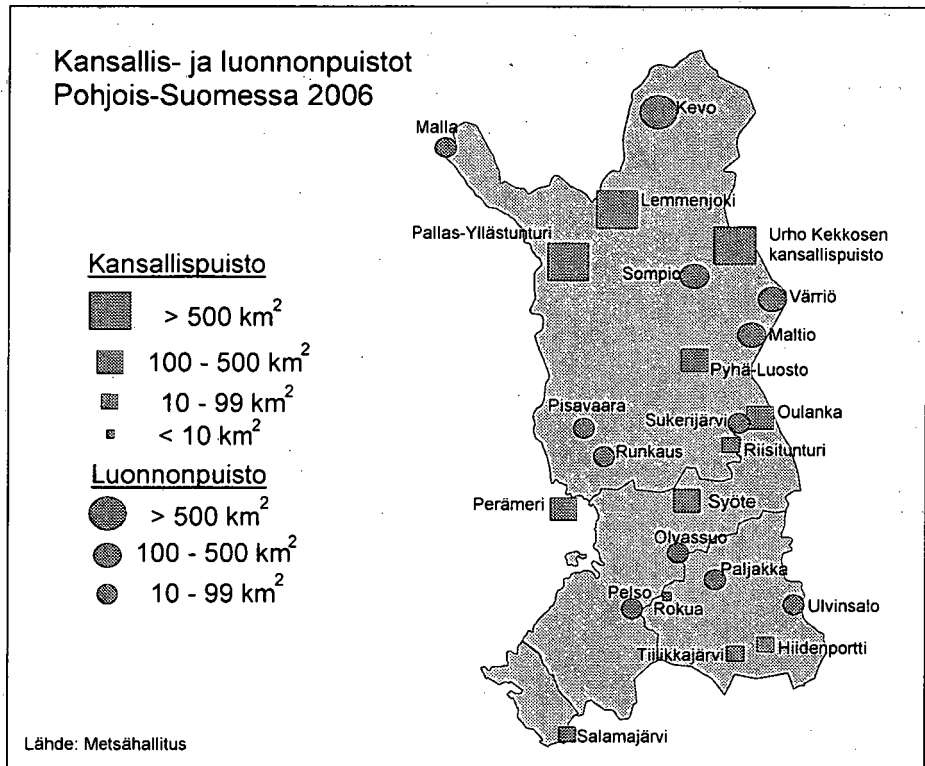 Kansallis- ja luonnonpuistot
Pohjois-Suomessa 2006
Kevo
Malla
Lemmenjoki
Pallas-Yllästunturi
Urho Kekkosen
kansallispuisto
Sompio
Värriö
Maltio
Pyhä-Luosto
Pisavaara
Sukerijärvi
Oulanka
Runkaus
Riisitunturi
Perämeri
Syöte
Olvassuo
Paljakka
Pelso
Rokua
Ulvinsalo
Tiilikkajärvi
Hiidenportti
Salamajärvi
Kansallispuisto
> 500 km²
100 - 500 km²
10 - 99 km²
< 10 km²
Luonnonpuisto
> 500 km²
100 - 500 km²
10 - 99 km²
Lähde: Metsähallitus